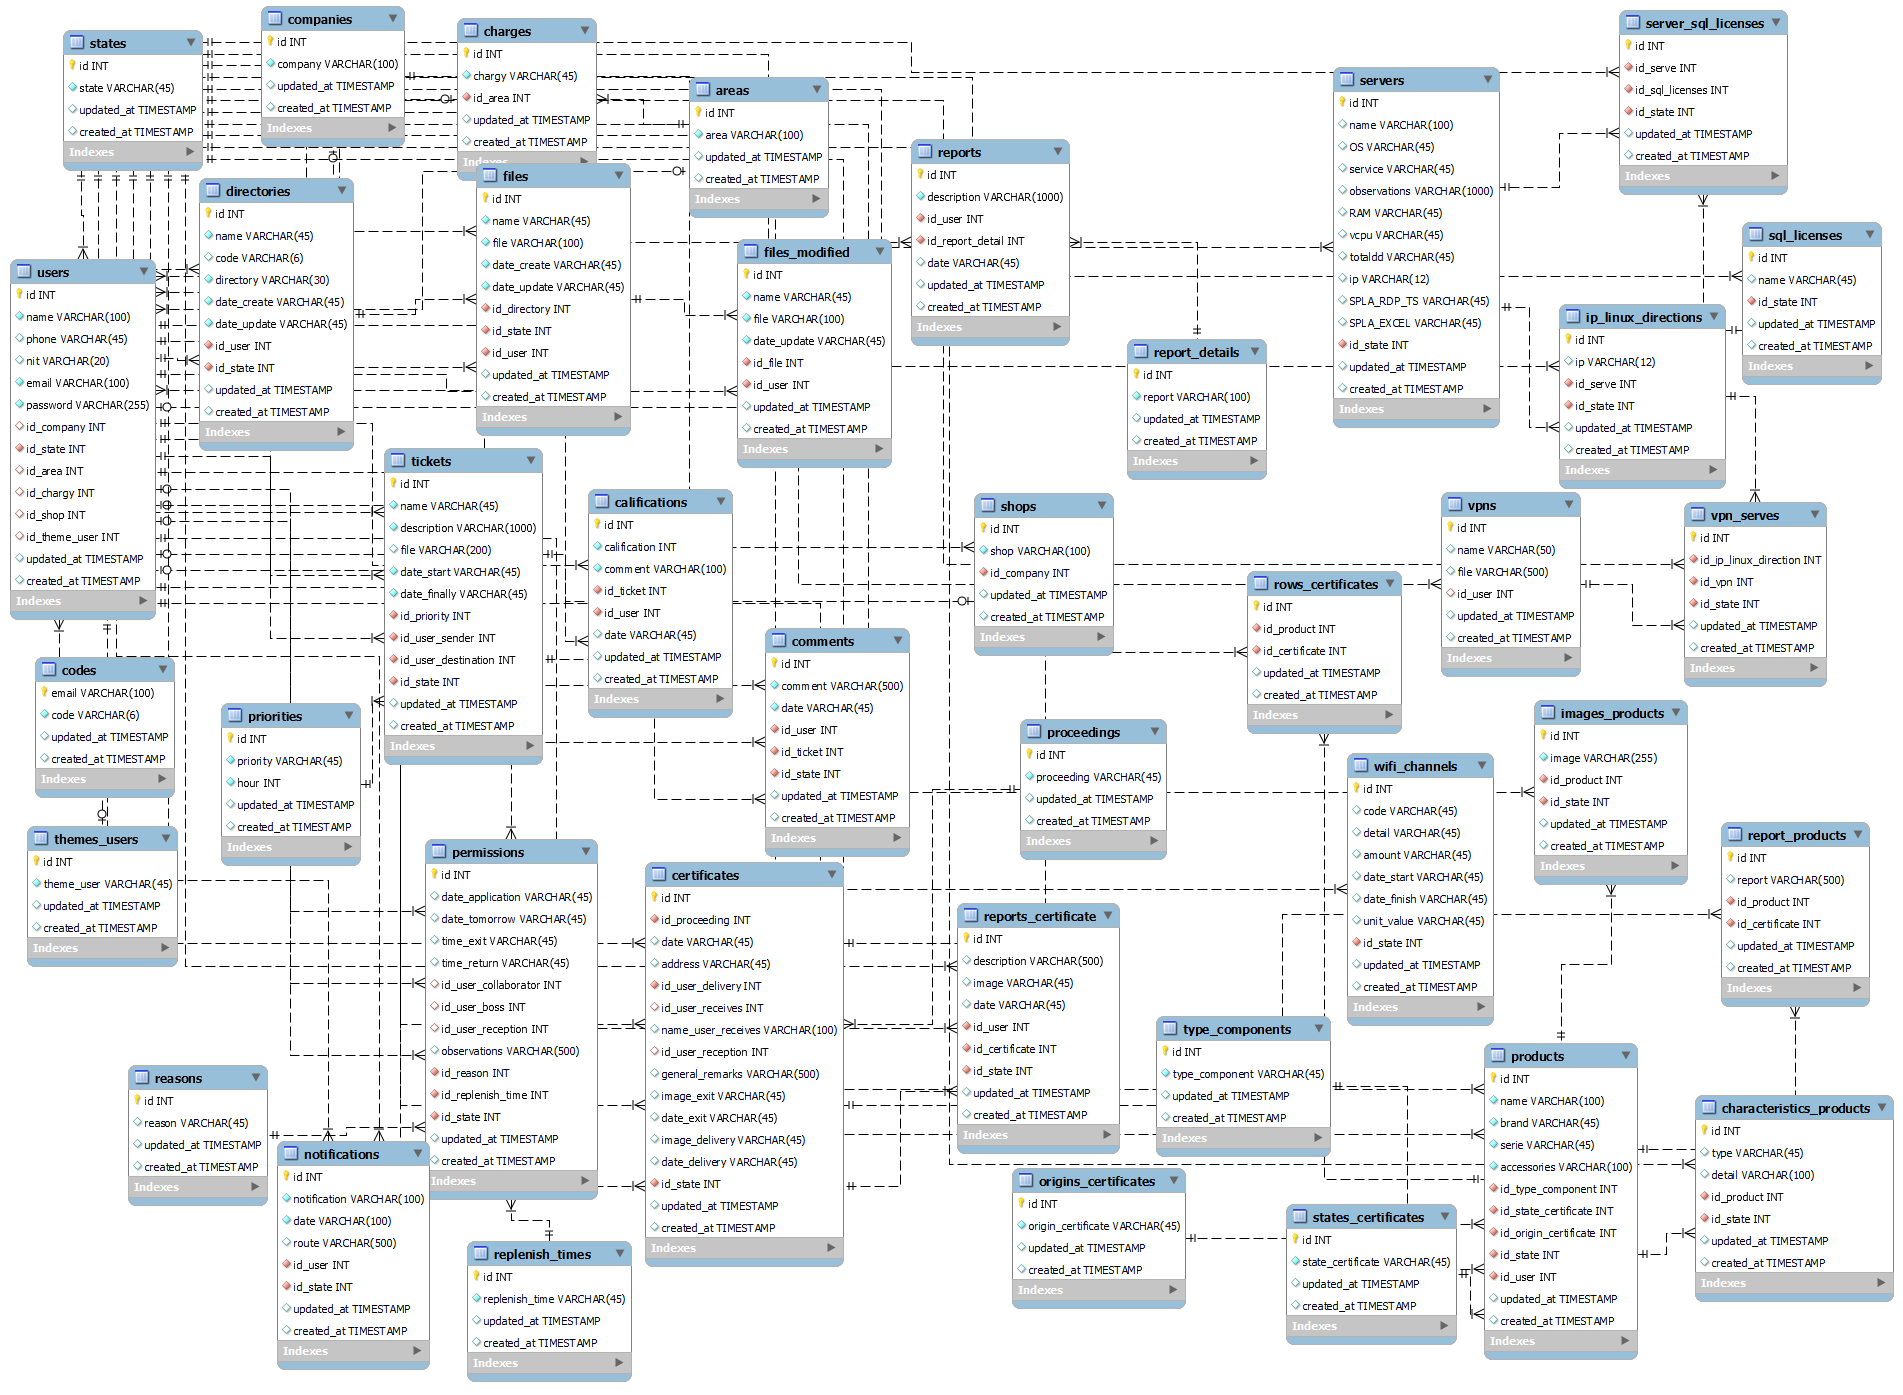 states
id INT
state VARCHAR(45)
updated_at TIMESTAMP
created_at TIMESTAMP
Indexes
companies
id INT
company VARCHAR(100)
updated_at TIMESTAMP
created_at TIMESTAMP
Indexes
charges
id INT
chargy VARCHAR(45)
id_area INT
updated_at TIMESTAMP
created_at TIMESTAMP
Indexes
areas
id INT
area VARCHAR(100)
updated_at TIMESTAMP
created_at TIMESTAMP
Indexes
reports
id INT
description VARCHAR(1000)
id_user INT
id_report_detail INT
date VARCHAR(45)
updated_at TIMESTAMP
created_at TIMESTAMP
Indexes
servers
id INT
name VARCHAR(100)
OS VARCHAR(45)
service VARCHAR(45)
observations VARCHAR(1000)
RAM VARCHAR(45)
vcpu VARCHAR(45)
totaldd VARCHAR(45)
ip VARCHAR(12)
SPLA_RDP_TS VARCHAR(45)
SPLA_EXCEL VARCHAR(45)
id_state INT
updated_at TIMESTAMP
created_at TIMESTAMP
Indexes
server_sql_licenses
id INT
id_serve INT
id_sql_licenses INT
id_state INT
updated_at TIMESTAMP
created_at TIMESTAMP
Indexes
sql_licenses
id INT
name VARCHAR(45)
id_state INT
updated_at TIMESTAMP
created_at TIMESTAMP
Indexes
directories
id INT
name VARCHAR(45)
code VARCHAR(6)
directory VARCHAR(30)
date_create VARCHAR(45)
date_update VARCHAR(45)
id_user INT
id_state INT
updated_at TIMESTAMP
created_at TIMESTAMP
Indexes
files
id INT
name VARCHAR(45)
file VARCHAR(100)
date_create VARCHAR(45)
date_update VARCHAR(45)
id_directory INT
id_state INT
id_user INT
updated_at TIMESTAMP
created_at TIMESTAMP
Indexes
files_modified
id INT
name VARCHAR(45)
file VARCHAR(100)
date_update VARCHAR(45)
id_file INT
id_user INT
updated_at TIMESTAMP
created_at TIMESTAMP
Indexes
users
id INT
name VARCHAR(100)
phone VARCHAR(45)
nit VARCHAR(20)
email VARCHAR(100)
password VARCHAR(255)
id_company INT
id_state INT
id_area INT
id_chargy INT
id_shop INT
id_theme_user INT
updated_at TIMESTAMP
created_at TIMESTAMP
Indexes
report_details
id INT
report VARCHAR(100)
updated_at TIMESTAMP
created_at TIMESTAMP
Indexes
ip_linux_directions
id INT
ip VARCHAR(12)
id_serve INT
id_state INT
updated_at TIMESTAMP
created_at TIMESTAMP
Indexes
tickets
id INT
name VARCHAR(45)
description VARCHAR(1000)
file VARCHAR(200)
date_start VARCHAR(45)
date_finally VARCHAR(45)
id_priority INT
id_user_sender INT
id_user_destination INT
id_state INT
updated_at TIMESTAMP
created_at TIMESTAMP
Indexes
califications
id INT
calification INT
comment VARCHAR(100)
id_ticket INT
id_user INT
date VARCHAR(45)
updated_at TIMESTAMP
created_at TIMESTAMP
Indexes
shops
id INT
shop VARCHAR(100)
id_company INT
updated_at TIMESTAMP
created_at TIMESTAMP
Indexes
vpns
id INT
name VARCHAR(50)
file VARCHAR(500)
id_user INT
updated_at TIMESTAMP
created_at TIMESTAMP
Indexes
vpn_serves
id INT
id_ip_linux_direction INT
id_vpn INT
id_state INT
updated_at TIMESTAMP
created_at TIMESTAMP
Indexes
rows_certificates
id INT
id_product INT
id_certificate INT
updated_at TIMESTAMP
created_at TIMESTAMP
Indexes
comments
id INT
comment VARCHAR(500)
date VARCHAR(45)
id_user INT
id_ticket INT
id_state INT
updated_at TIMESTAMP
created_at TIMESTAMP
Indexes
codes
email VARCHAR(100)
code VARCHAR(6)
updated_at TIMESTAMP
created_at TIMESTAMP
Indexes
priorities
id INT
priority VARCHAR(45)
hour INT
updated_at TIMESTAMP
created_at TIMESTAMP
Indexes
proceedings
id INT
proceeding VARCHAR(45)
updated_at TIMESTAMP
created_at TIMESTAMP
Indexes
wifi_channels
id INT
code VARCHAR(45)
detail VARCHAR(45)
amount VARCHAR(45)
date_start VARCHAR(45)
date_finish VARCHAR(45)
unit_value VARCHAR(45)
id_state INT
updated_at TIMESTAMP
created_at TIMESTAMP
Indexes
images_products
id INT
image VARCHAR(255)
id_product INT
id_state INT
updated_at TIMESTAMP
created_at TIMESTAMP
Indexes
themes_users
id INT
theme_user VARCHAR(45)
updated_at TIMESTAMP
created_at TIMESTAMP
Indexes
permissions
id INT
date_application VARCHAR(45)
date_tomorrow VARCHAR(45)
time_exit VARCHAR(45)
time_return VARCHAR(45)
id_user_collaborator INT
id_user_boss INT
id_user_reception INT
observations VARCHAR(500)
id_reason INT
id_replenish_time INT
id_state INT
updated_at TIMESTAMP
created_at TIMESTAMP
Indexes
certificates
id INT
id_proceeding INT
date VARCHAR(45)
address VARCHAR(45)
id_user_delivery INT
id_user_receives INT
name_user_receives VARCHAR(100)
id_user_reception INT
general_remarks VARCHAR(500)
image_exit VARCHAR(45)
date_exit VARCHAR(45)
image_delivery VARCHAR(45)
date_delivery VARCHAR(45)
id_state INT
updated_at TIMESTAMP
created_at TIMESTAMP
Indexes
reports_certificate
id INT
description VARCHAR(500)
image VARCHAR(45)
date VARCHAR(45)
id_user INT
id_certificate INT
id_state INT
updated_at TIMESTAMP
created_at TIMESTAMP
Indexes
report_products
id INT
report VARCHAR(500)
id_product INT
id_certificate INT
updated_at TIMESTAMP
created_at TIMESTAMP
Indexes
type_components
id INT
type_component VARCHAR(45)
updated_at TIMESTAMP
created_at TIMESTAMP
Indexes
products
id INT
name VARCHAR(100)
brand VARCHAR(45)
serie VARCHAR(45)
accessories VARCHAR(100)
id_type_component INT
id_state_certificate INT
id_origin_certificate INT
id_state INT
id_user INT
updated_at TIMESTAMP
created_at TIMESTAMP
Indexes
characteristics_products
id INT
type VARCHAR(45)
detail VARCHAR(100)
id_product INT
id_state INT
updated_at TIMESTAMP
created_at TIMESTAMP
Indexes
reasons
id INT
reason VARCHAR(45)
updated_at TIMESTAMP
created_at TIMESTAMP
Indexes
notifications
id INT
notification VARCHAR(100)
date VARCHAR(100)
route VARCHAR(500)
id_user INT
id_state INT
updated_at TIMESTAMP
created_at TIMESTAMP
Indexes
replenish_times
id INT
replenish_time VARCHAR(45)
updated_at TIMESTAMP
created_at TIMESTAMP
Indexes
origins_certificates
id INT
origin_certificate VARCHAR(45)
updated_at TIMESTAMP
created_at TIMESTAMP
Indexes
states_certificates
id INT
state_certificate VARCHAR(45)
updated_at TIMESTAMP
created_at TIMESTAMP
Indexes